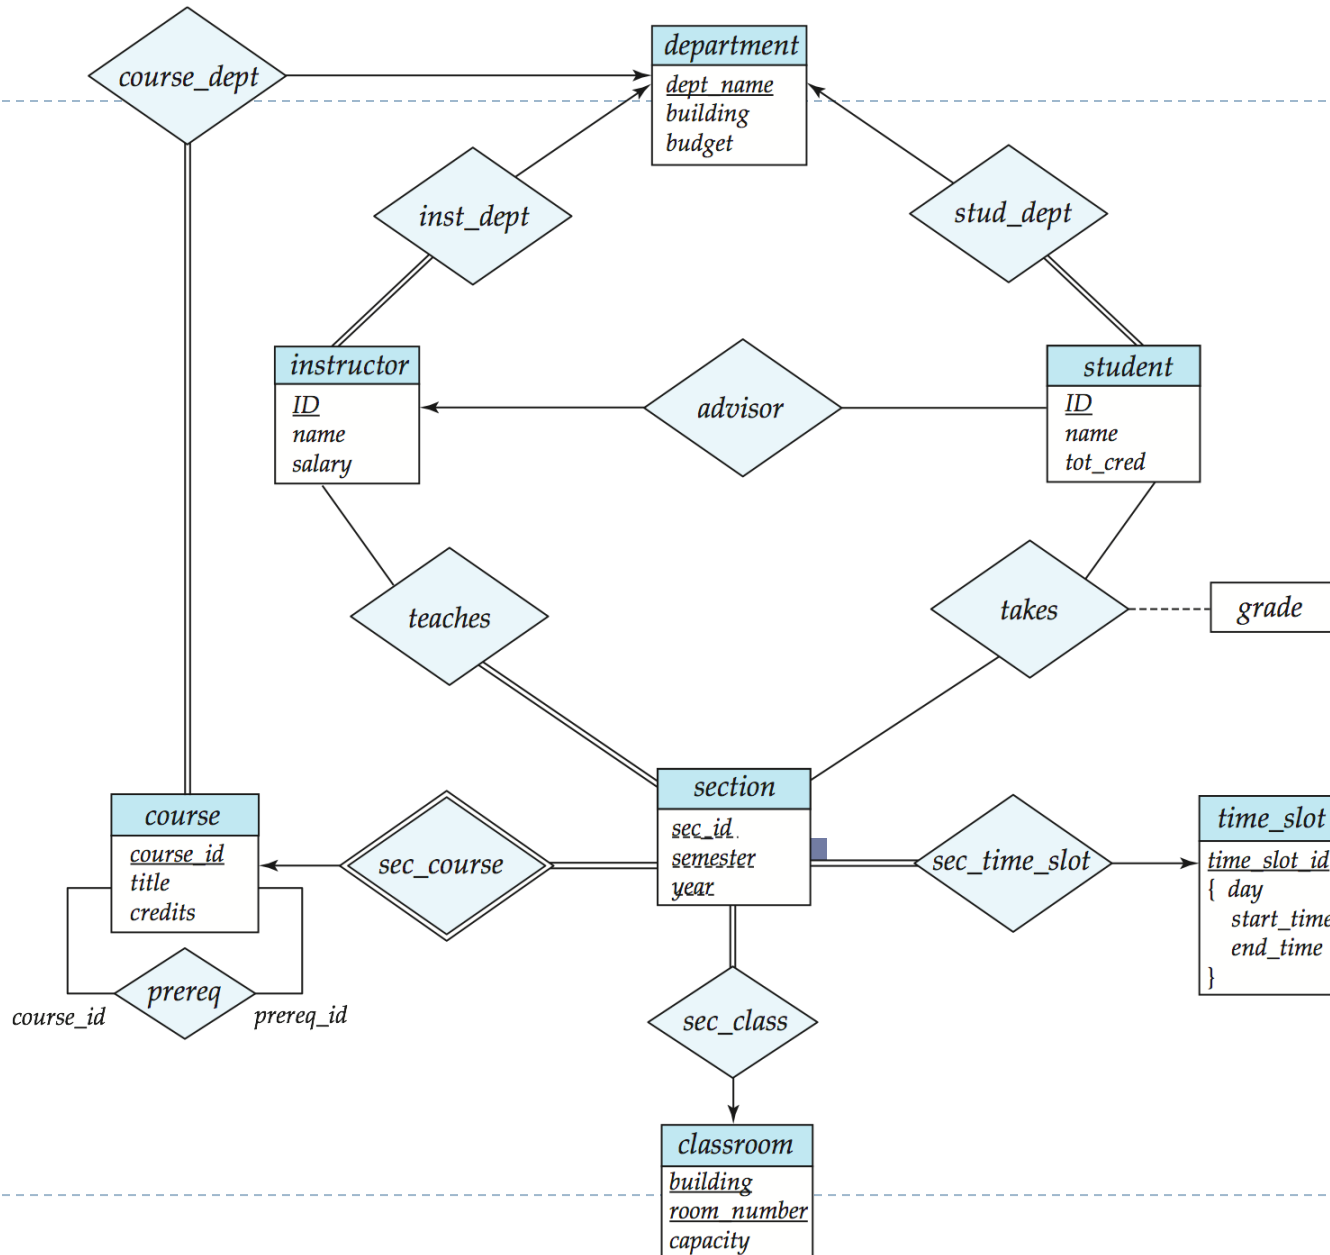 course_dept
department
dept_name
building
budget
inst_dept
stud_dept
instructor
ID
name
salary
advisor
student
ID
name
tot_cred
teaches
takes
grade
course
course_id
title
credits
sec_course
section
sec_id
semester
year
sec_time_slot
time_slot
time_slot_id
{ day
start_time
end_time
}
prereq
course_id
prereq_id
sec_class
classroom
building
room_number
capacity